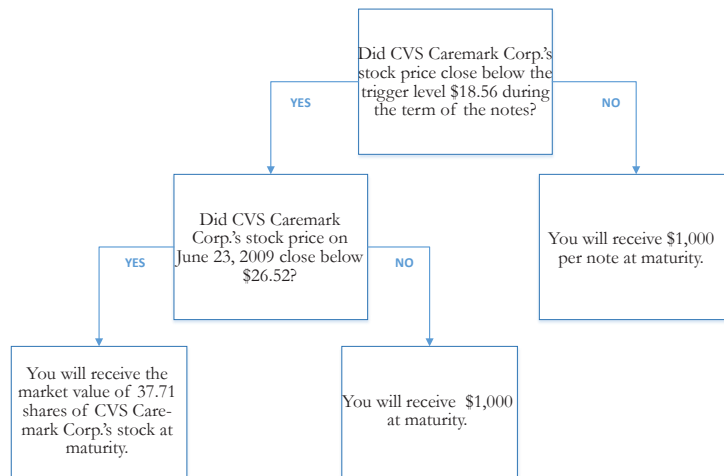 Did CVS Caremark Corp.'s
stock price close below the
trigger level $18.56 during
the term of the notes?
YES
NO
Did CVS Caremark
Corp.'s stock price on
June 23, 2009 close below
$26.52?
You will receive $1,000
per note at maturity.
YES
NO
You will receive the
market value of 37.71
shares of CVS Care-
mark Corp.'s stock at
maturity.
You will receive $1,000
at maturity.